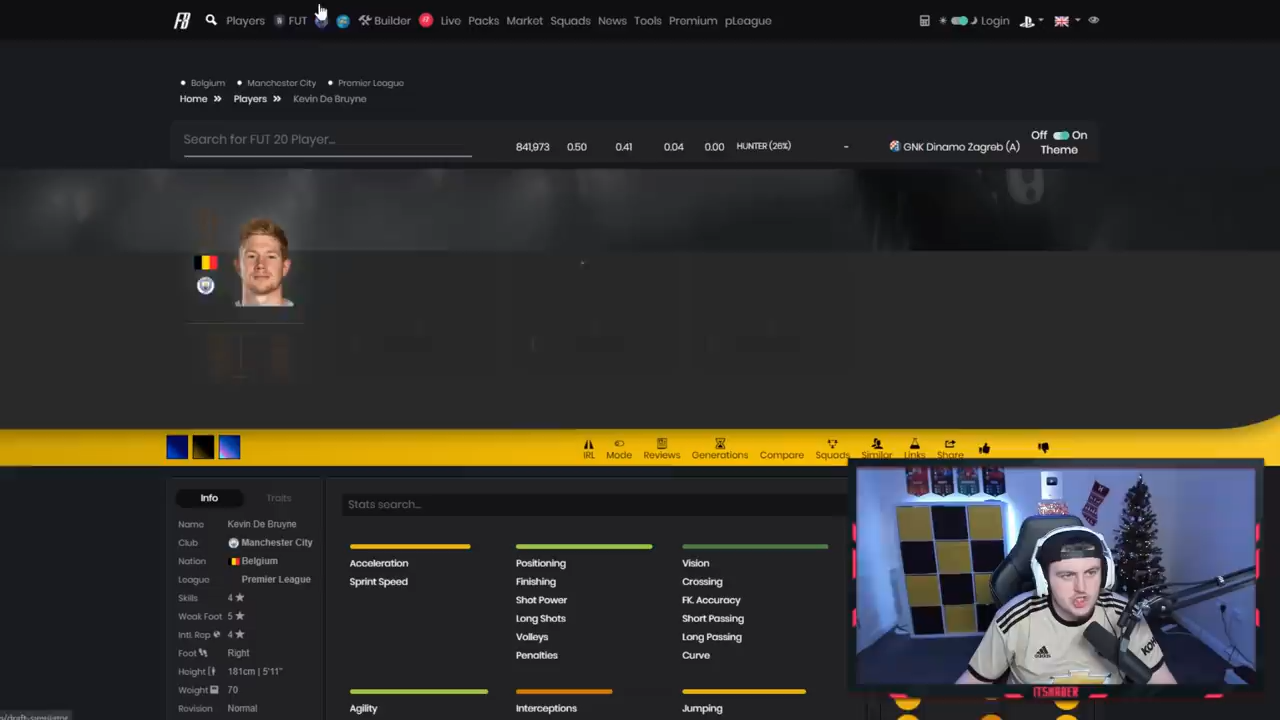 FB Players FUT Builder Live Packs Market Squads News Tools Premium pLeague Login
Belgium Manchester City Premier League
Home » Players » Kevin De Bruyne
Search for FUT 20 Player... 841,973 0.50 0.41 0.04 0.00 HUNTER (26%) - GNK Dinamo Zagreb (A) Off On
Theme
IRL Mode Reviews Generations Compare Squads Similar Links Share
Info Traits
Stats search...
Name Kevin De Bruyne
Club Manchester City
Nation Belgium
League Premier League
Skills 4
Weak Foot 5
Intl. Rep 4
Foot Right
Height 181cm | 5'11"
Weight 70
Revision Normal
Acceleration
Sprint Speed
Positioning
Finishing
Shot Power
Long Shots
Volleys
Penalties
Vision
Crossing
FK. Accuracy
Short Passing
Long Passing
Curve
Agility
Interceptions
Jumping
ITSHABER